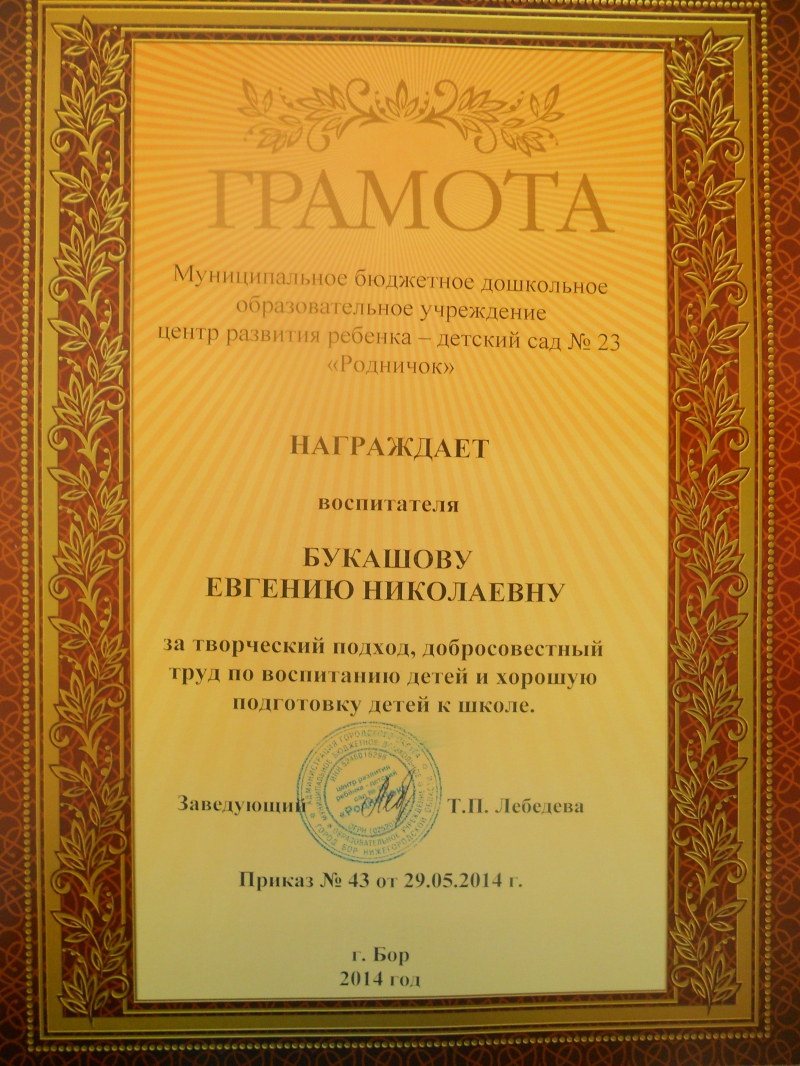 ГРАМОТА
Муниципальное бюджетное дошкольное
образовательное учреждение
центр развития ребенка – детский сад № 23
«Родничок»
НАГРАЖДАЕТ
воспитателя
БУКАШОВУ
ЕВГЕНИЮ НИКОЛАЕВНУ
за творческий подход, добросовестный
труд по воспитанию детей и хорошую
подготовку детей к школе.
Заведующий Т.П. Лебедева
Приказ № 43 от 29.05.2014 г.
г. Бор
2014 год